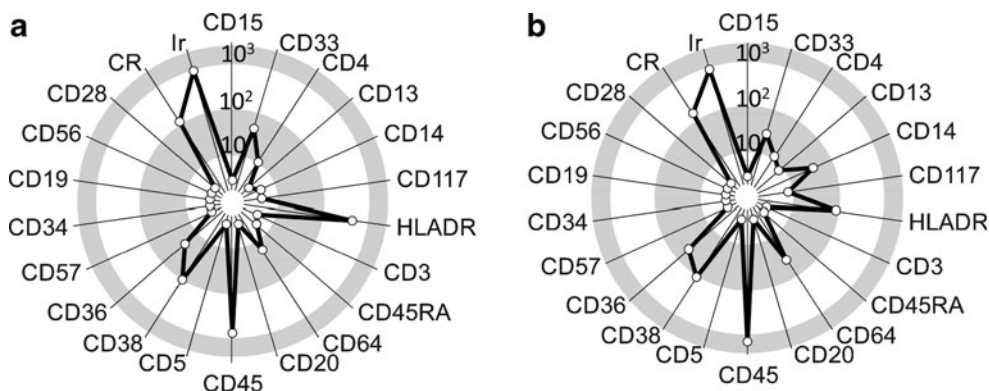 a
CD15
CD33
CD4
CD13
CD14
CD117
HLADR
CD3
CD45RA
CD64
CD20
CD45
CD5
CD38
CD36
CD57
CD34
CD19
CD56
CD28
CR
Ir
10³
10²
10
b
CD15
CD33
CD4
CD13
CD14
CD117
HLADR
CD3
CD45RA
CD64
CD20
CD45
CD5
CD38
CD36
CD57
CD34
CD19
CD56
CD28
CR
Ir
10³
10²
10